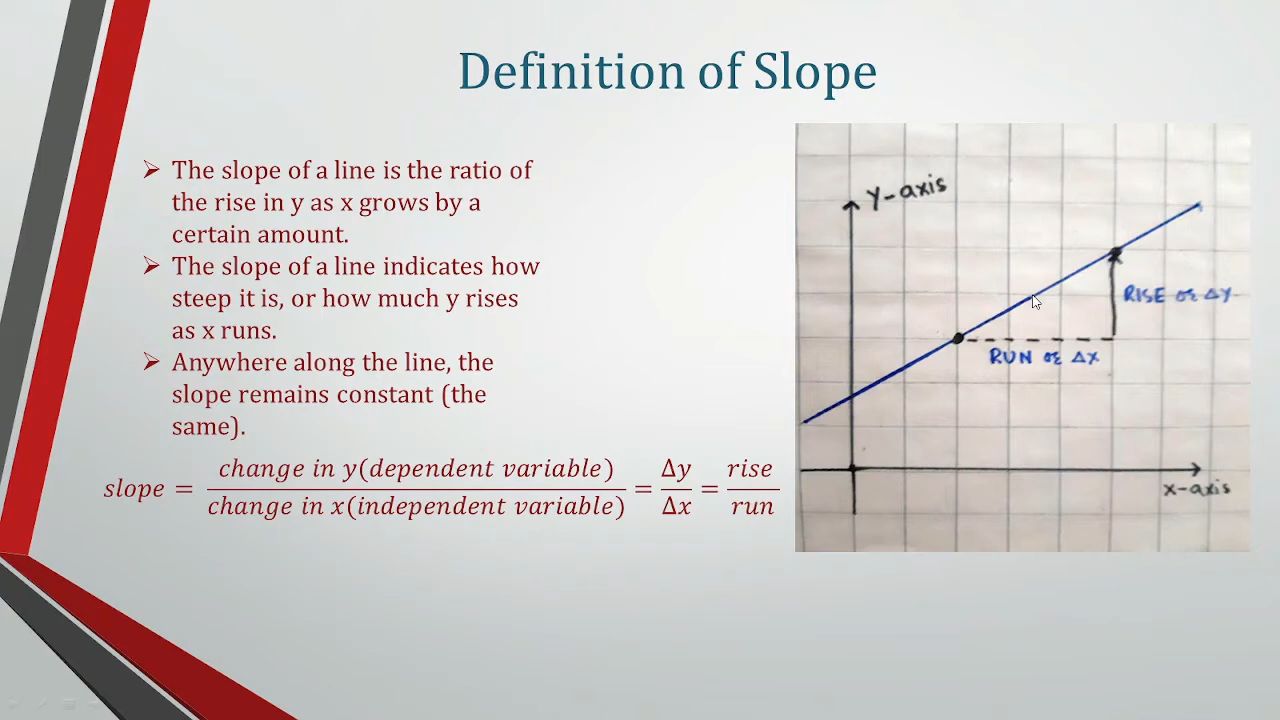 Definition of Slope
➢ The slope of a line is the ratio of
the rise in y as x grows by a
certain amount.
➢ The slope of a line indicates how
steep it is, or how much y rises
as x runs.
➢ Anywhere along the line, the
slope remains constant (the
same).
slope = change in y(dependent variable) / change in x(independent variable) = Δy / Δx = rise / run
Y-axis
RISE or ΔY
RUN or ΔX
x-axis